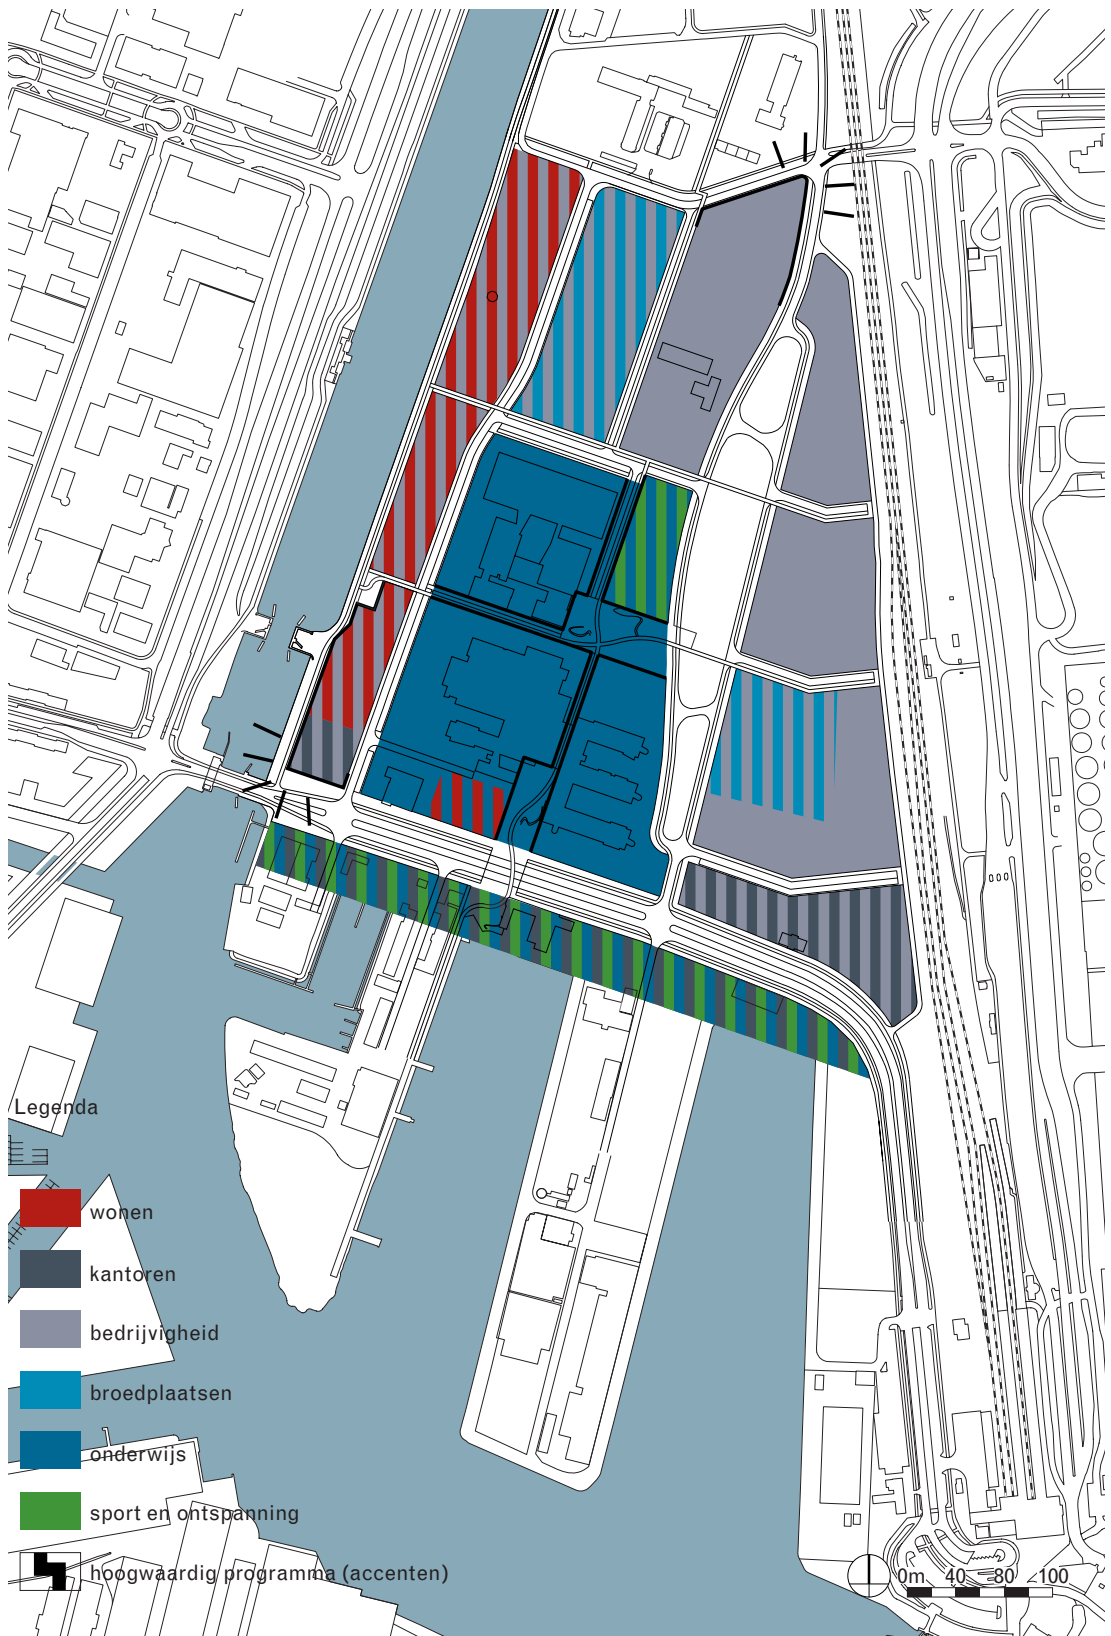 Legenda
wonen
kantoren
bedrijvigheid
broedplaatsen
onderwijs
sport en ontspanning
hoogwaardig programma (accenten)
0m 40 80 100